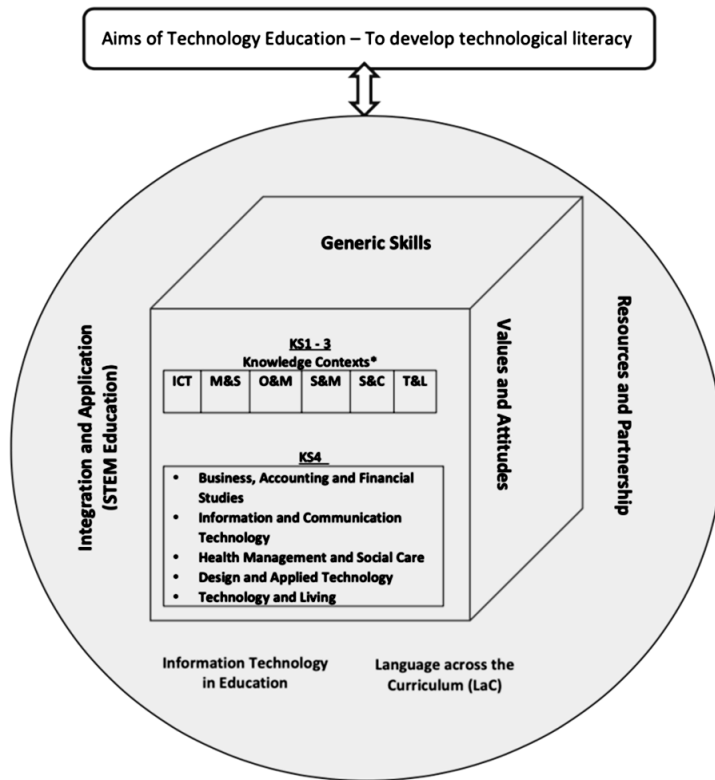 Aims of Technology Education – To develop technological literacy
Generic Skills
Integration and Application
(STEM Education)
KS1 - 3
Knowledge Contexts*
ICT M&S O&M S&M S&C T&L
KS4
• Business, Accounting and Financial
Studies
• Information and Communication
Technology
• Health Management and Social Care
• Design and Applied Technology
• Technology and Living
Values and Attitudes
Resources and Partnership
Information Technology
in Education
Language across the
Curriculum (LaC)